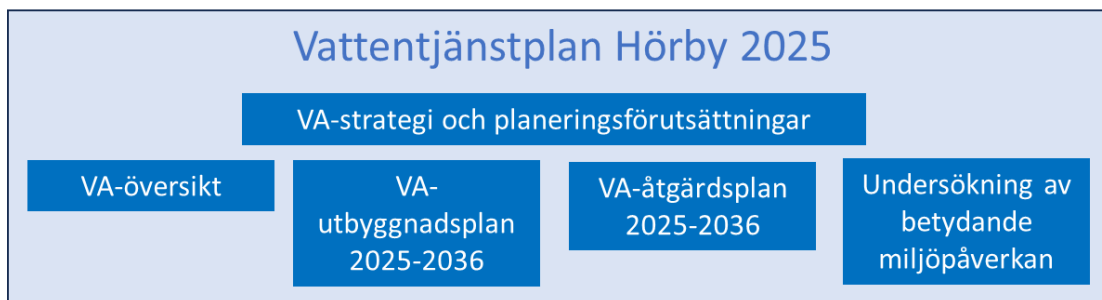 Vattentjänstplan Hörby 2025
VA-strategi och planeringsförutsättningar
VA-översikt
VA-
utbyggnadsplan
2025-2036
VA-åtgärdsplan
2025-2036
Undersökning av
betydande
miljöpåverkan